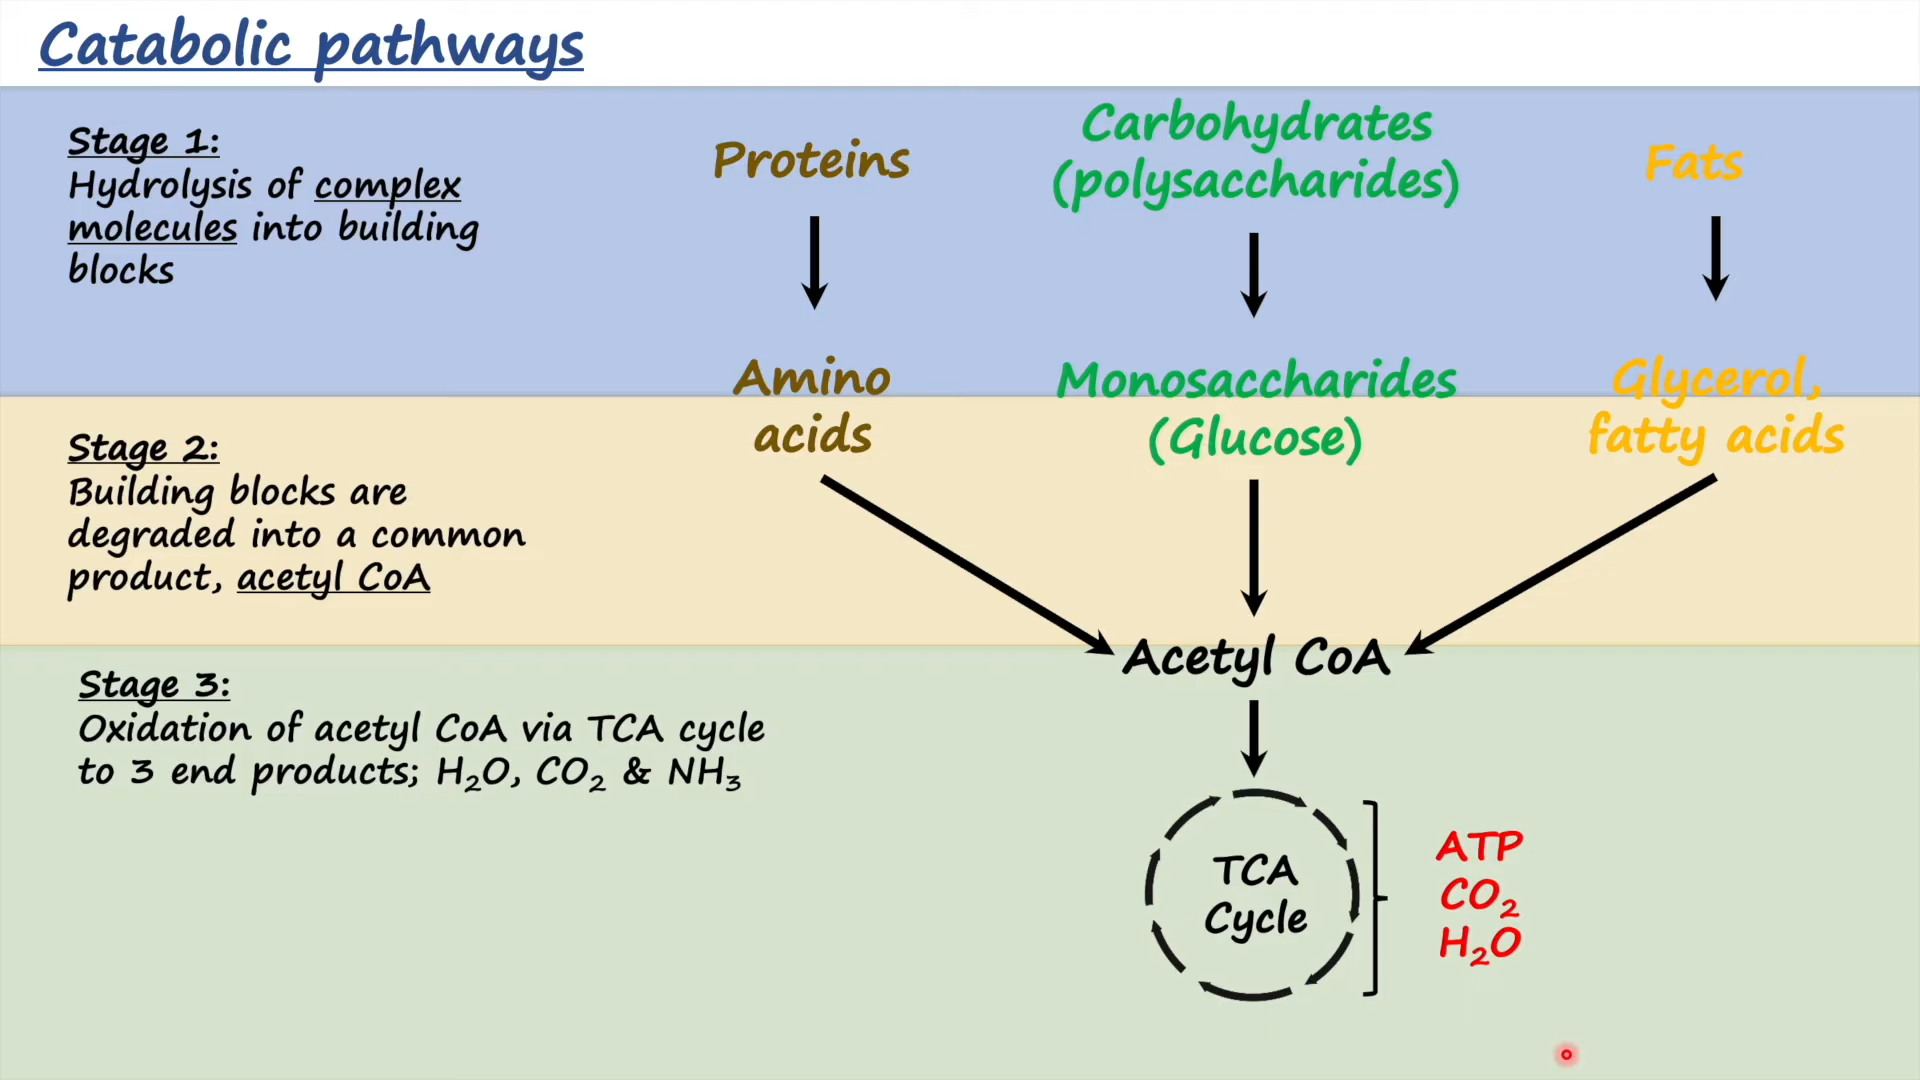 Catabolic pathways
Stage 1:
Hydrolysis of complex
molecules into building
blocks
Proteins
Carbohydrates
(polysaccharides)
Fats
Amino
acids
Monosaccharides
(Glucose)
Glycerol,
fatty acids
Stage 2:
Building blocks are
degraded into a common
product, acetyl CoA
Acetyl CoA
Stage 3:
Oxidation of acetyl CoA via TCA cycle
to 3 end products; H₂O, CO₂ & NH₃
TCA
Cycle
ATP
CO₂
H₂O